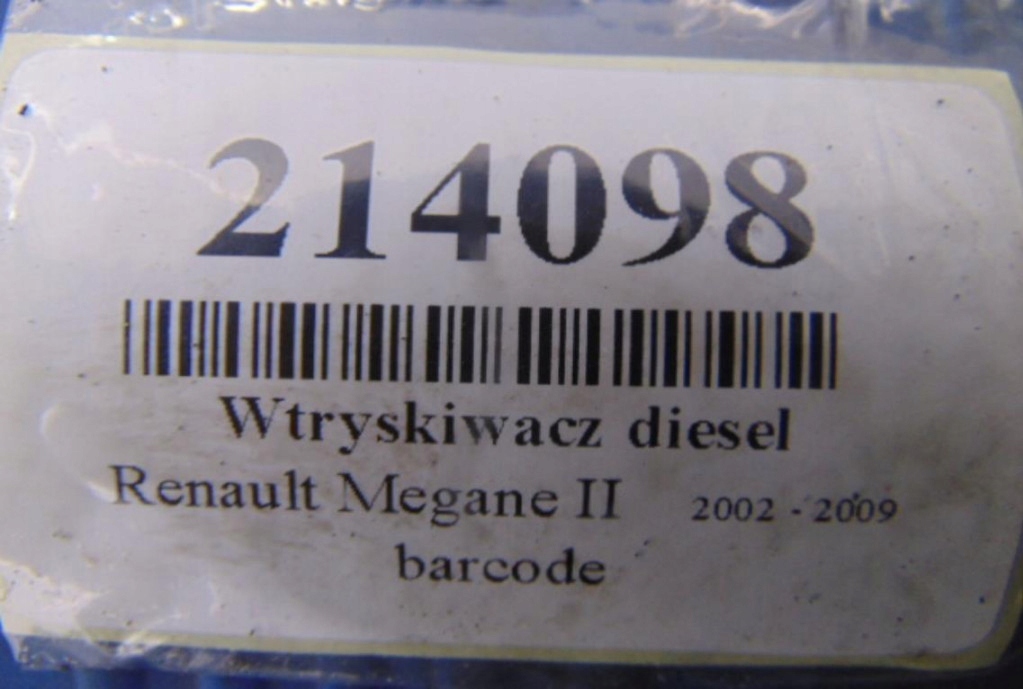 214098
Wtryskiwacz diesel
Renault Megane II 2002 - 2009
barcode